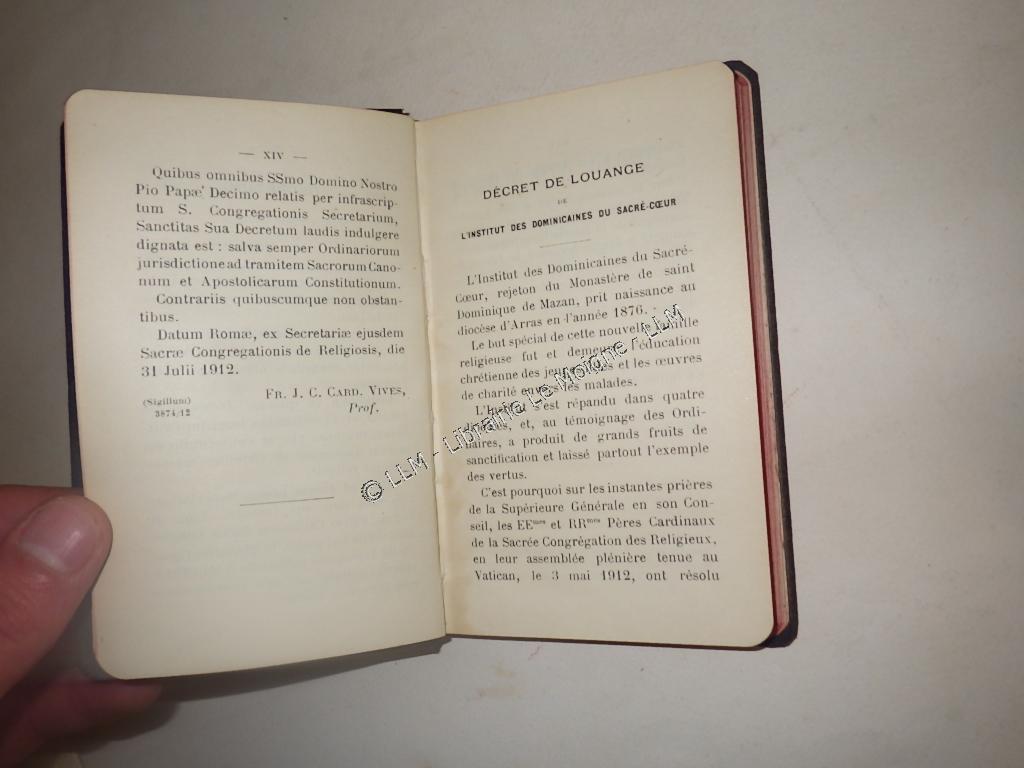 — XIV —
Quibus omnibus SSmo Domino Nostro
Pio Papæ Decimo relatis per infrascrip-
tum S. Congregationis Secretarium,
Sanctitas Sua Decretum laudis indulgere
dignata est : salva semper Ordinariorum
jurisdictione ad tramitem Sacrorum Cano-
num et Apostolicarum Constitutionum.
Contrariis quibuscumque non obstan-
tibus.
Datum Romæ, ex Secretariæ ejusdem
Sacræ Congregationis de Religiosis, die
31 Julii 1912.
FR. J. C. CARD. VIVES,
(Sigillum)
3874/12
Prof.
DÉCRET DE LOUANGE
DE
L'INSTITUT DES DOMINICAINES DU SACRÉ-CŒUR
L'Institut des Dominicaines du Sacré-
Cœur, rejeton du Monastère de saint
Dominique de Mazan, prit naissance au
diocèse d'Arras en l'année 1876.
Le but spécial de cette nouvelle famille
religieuse fut et demeure l'éducation
chrétienne des jeunes filles et les œuvres
de charité envers les malades.
L'Institut s'est répandu dans quatre
diocèses, et, au témoignage des Ordi-
naires, a produit de grands fruits de
sanctification et laissé partout l'exemple
des vertus.
C'est pourquoi sur les instantes prières
de la Supérieure Générale en son Con-
seil, les EEmes et RRmes Pères Cardinaux
de la Sacrée Congrégation des Religieux,
en leur assemblée plénière tenue au
Vatican, le 3 mai 1912, ont résolu
© LLM - Librairie Le Moigne - LLM